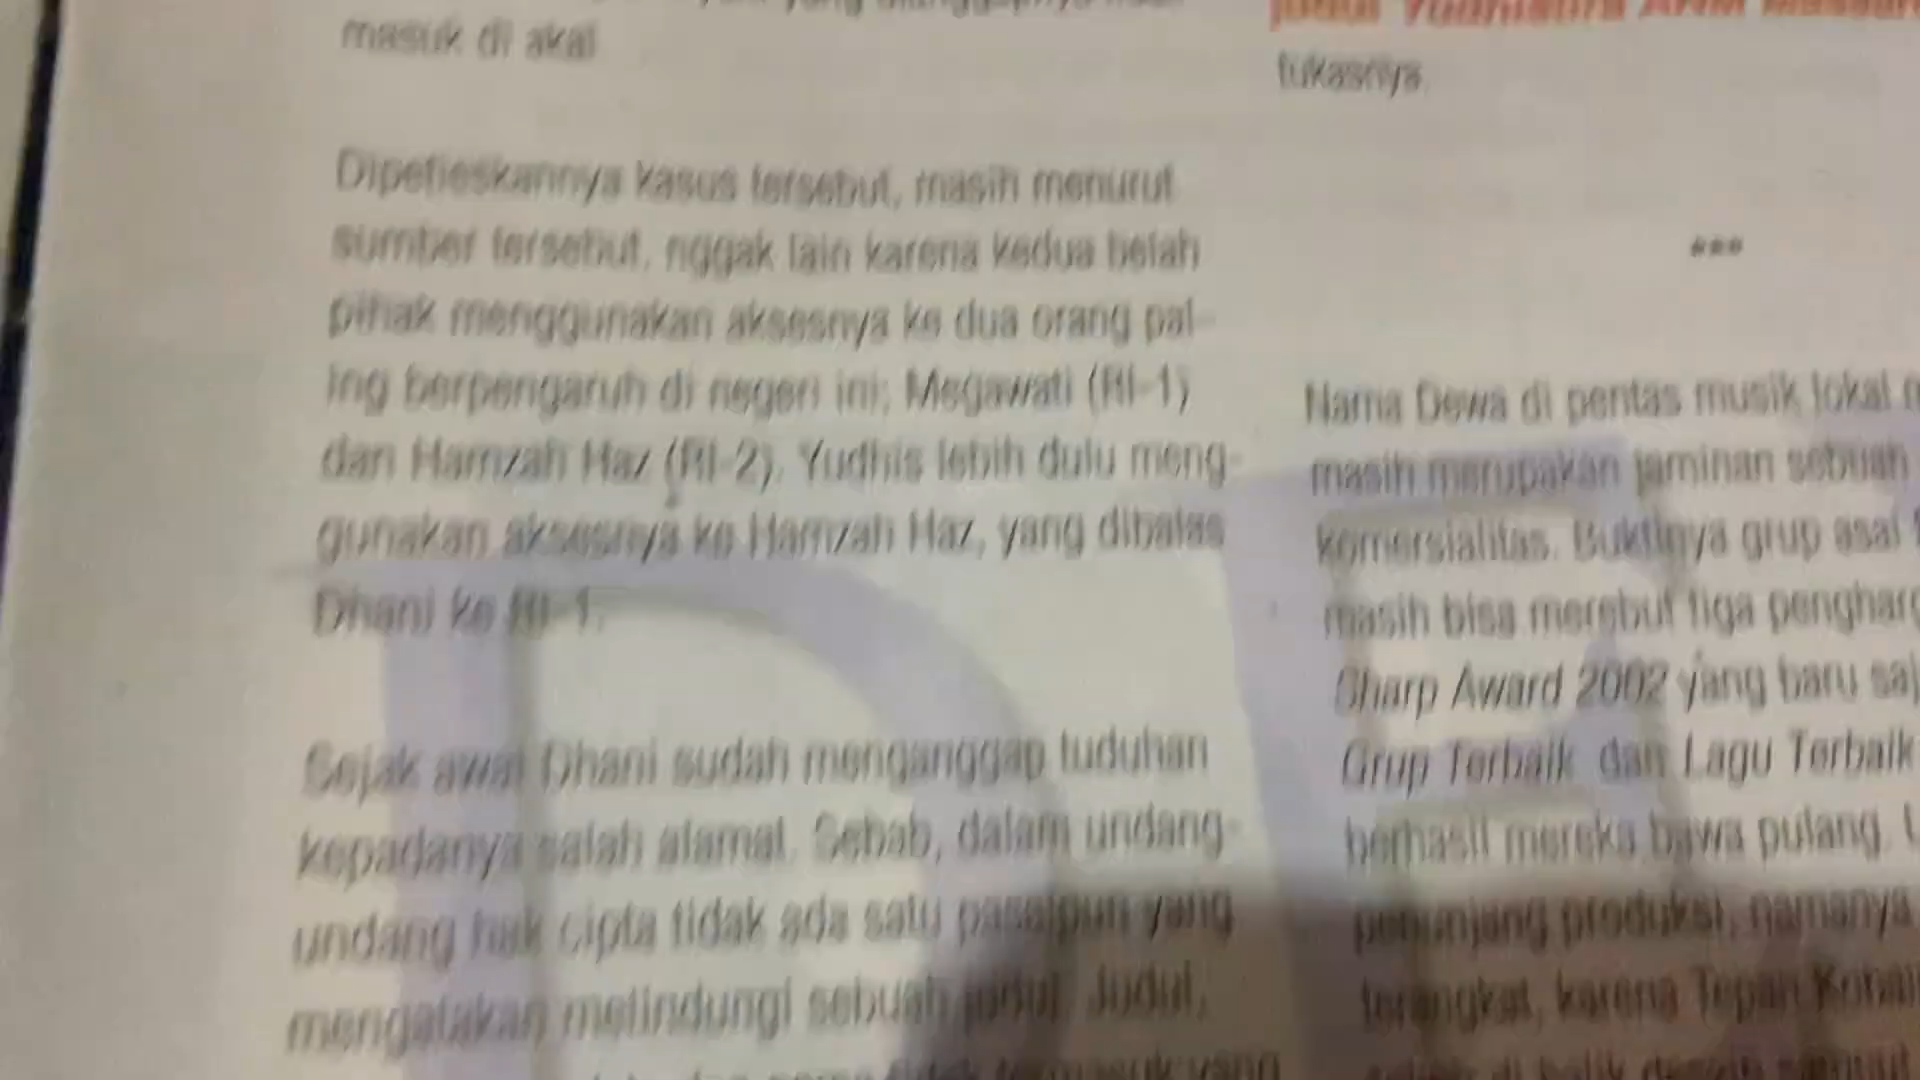 masuk di akal
Dipetieskannya kasus tersebut, masih menurut
sumber tersebut, nggak lain karena kedua belah
pihak menggunakan aksesnya ke dua orang pal-
ing berpengaruh di negeri ini; Megawati (RI-1)
dan Hamzah Haz (RI-2). Yudhis lebih dulu meng-
gunakan aksesnya ke Hamzah Haz, yang dibalas
Dhani ke RI-1.
Sejak awal Dhani sudah menganggap tuduhan
kepadanya salah alamat. Sebab, dalam undang-
undang hak cipta tidak ada satu pasalpun yang
mengatakan melindungi sebuah judul. Judul,
termasuk yang
tukasnya.
***
Nama Dewa di pentas musik lokal
masih merupakan jaminan sebuah
komersialitas. Buktinya grup asal
masih bisa merebut tiga
Sharp Award 2002 yang baru
Grup Terbaik dan Lagu Terbaik
berhasil mereka bawa pulang.
penunjang produksi, namanya
terangkat, karena Tepan